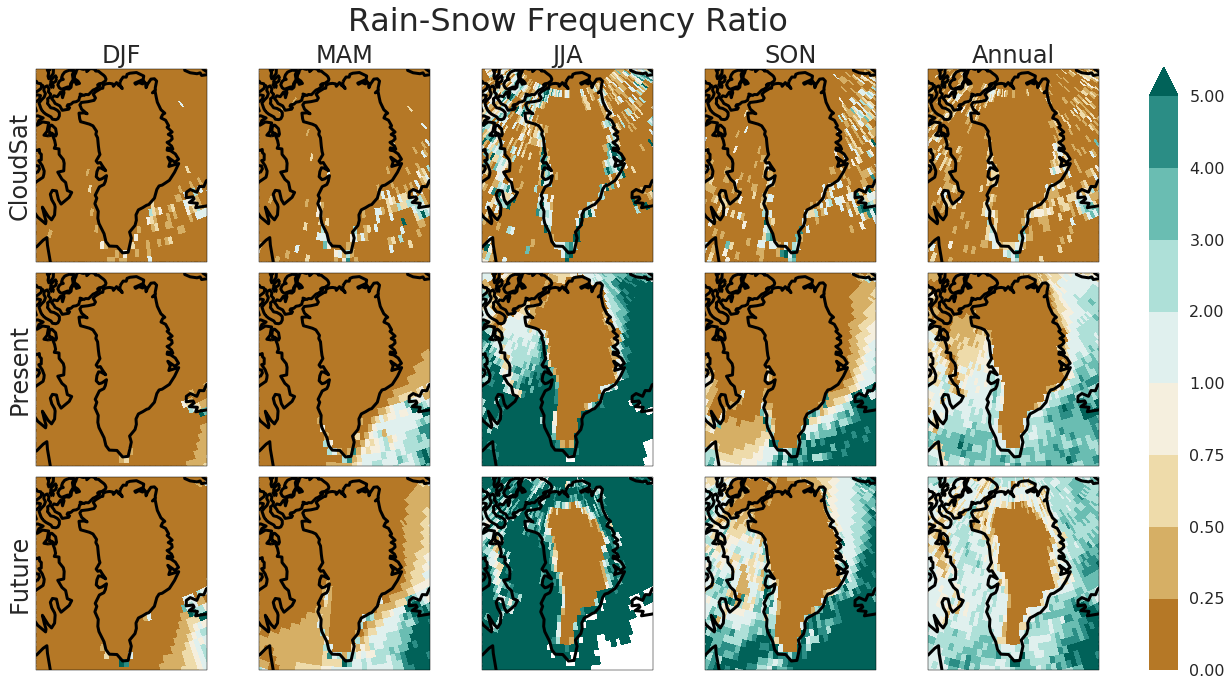 Rain-Snow Frequency Ratio
DJF MAM JJA SON Annual
CloudSat
Present
Future
5.00
4.00
3.00
2.00
1.00
0.75
0.50
0.25
0.00